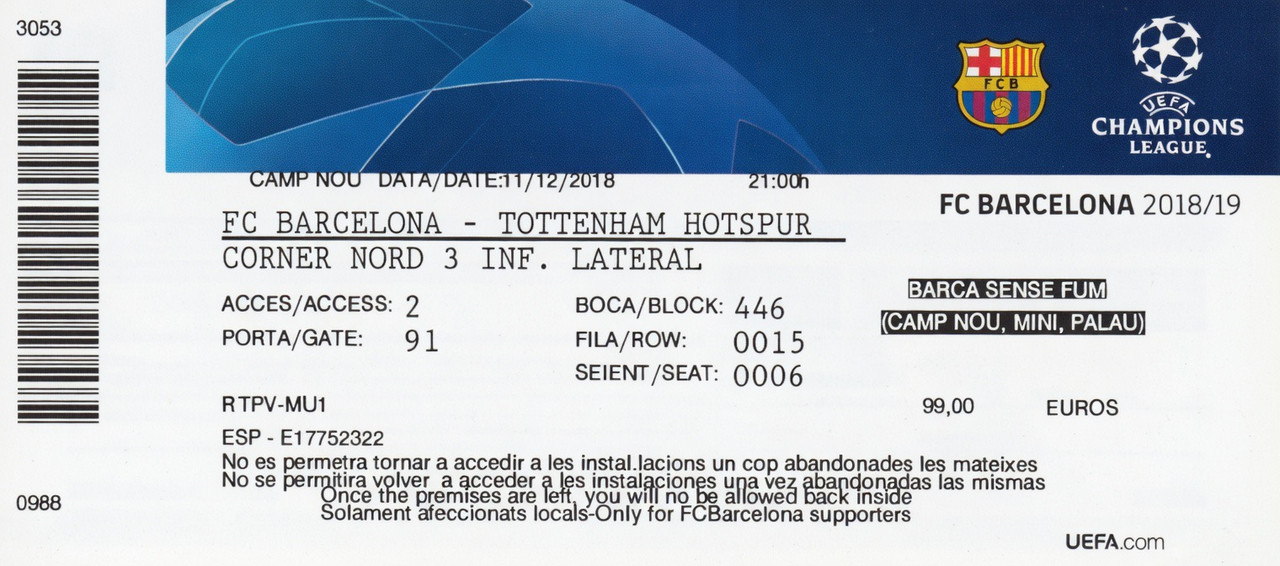 3053
FCB
UEFA
CHAMPIONS
LEAGUE.
CAMP NOU DATA/DATE:11/12/2018 21:00h
FC BARCELONA 2018/19
FC BARCELONA - TOTTENHAM HOTSPUR
CORNER NORD 3 INF. LATERAL
ACCES/ACCESS: 2 BOCA/BLOCK: 446
BARCA SENSE FUM
(CAMP NOU, MINI, PALAU)
PORTA/GATE: 91 FILA/ROW: 0015
SEIENT/SEAT: 0006
RTPV-MU1 99,00 EUROS
ESP - E17752322
No es permetra tornar a accedir a les instal.lacions un cop abandonades les mateixes
No se permitira volver a acceder a les instalaciones una vez abandonadas las mismas
Once the premises are left, you will no be allowed back inside
Solament afeccionats locals-Only for FCBarcelona supporters
0988
UEFA.com